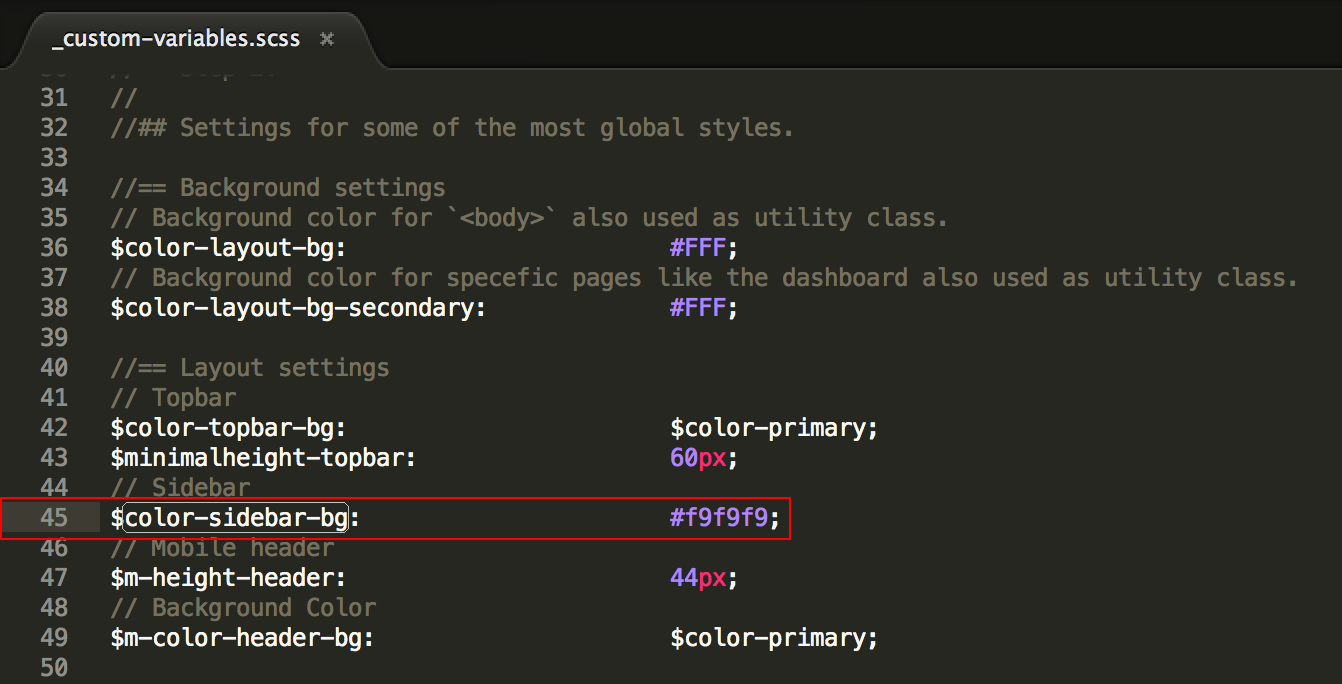 _custom-variables.scss ×
31 //
32 //## Settings for some of the most global styles.
33
34 //== Background settings
35 // Background color for `<body>` also used as utility class.
36 $color-layout-bg: #FFF;
37 // Background color for specefic pages like the dashboard also used as utility class.
38 $color-layout-bg-secondary: #FFF;
39
40 //== Layout settings
41 // Topbar
42 $color-topbar-bg: $color-primary;
43 $minimalheight-topbar: 60px;
44 // Sidebar
45 $color-sidebar-bg: #f9f9f9;
46 // Mobile header
47 $m-height-header: 44px;
48 // Background Color
49 $m-color-header-bg: $color-primary;
50